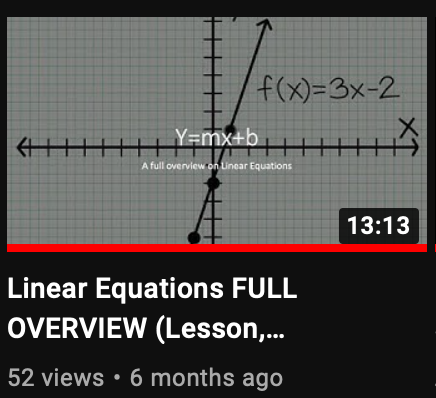 f(x)=3x-2
X
Y=mx+b
A full overview on Linear Equations
13:13
Linear Equations FULL
OVERVIEW (Lesson,...
52 views • 6 months ago